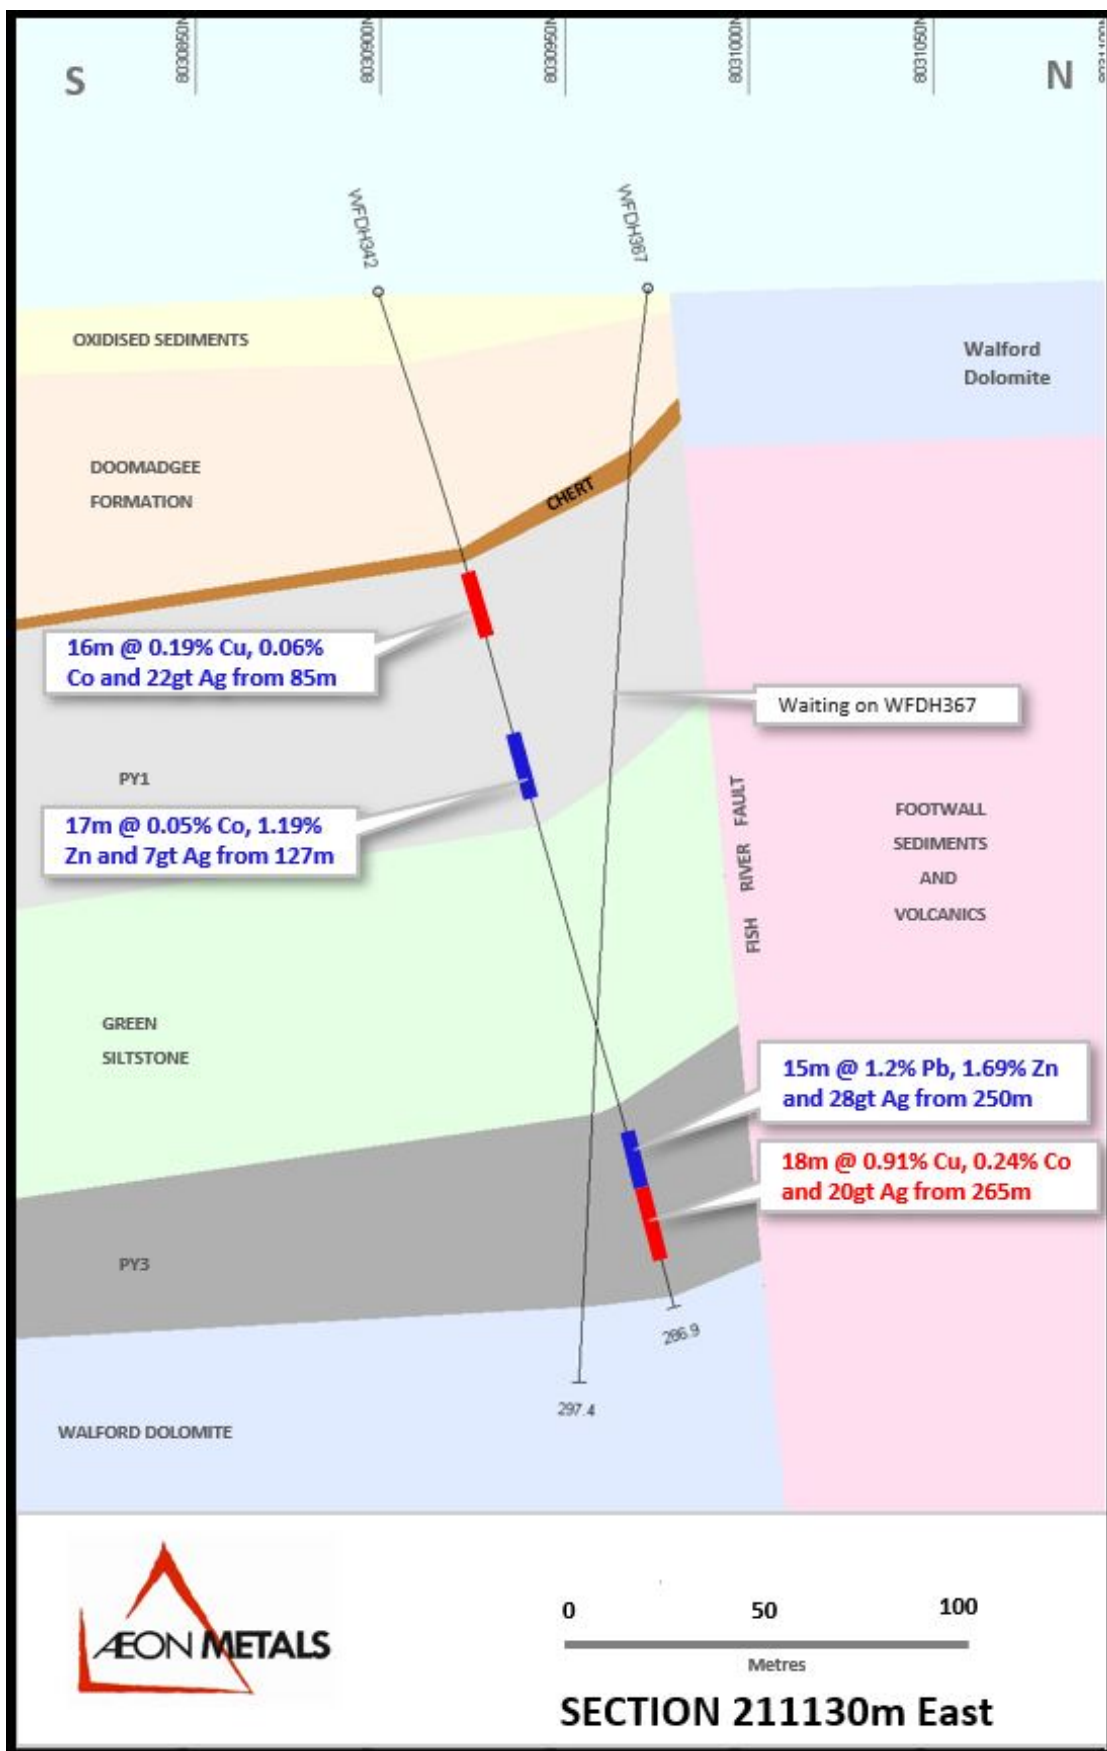 8030850N
8030600N
8030950N
8031000N
8031050N
S
N
WFDH342
WFDH367
OXIDISED SEDIMENTS
Walford
Dolomite
DOOMADGEE
FORMATION
CHERT
16m @ 0.19% Cu, 0.06%
Co and 22gt Ag from 85m
Waiting on WFDH367
PY1
17m @ 0.05% Co, 1.19%
Zn and 7gt Ag from 127m
FISH RIVER FAULT
FOOTWALL
SEDIMENTS
AND
VOLCANICS
GREEN
SILTSTONE
15m @ 1.2% Pb, 1.69% Zn
and 28gt Ag from 250m
18m @ 0.91% Cu, 0.24% Co
and 20gt Ag from 265m
PY3
286.9
297.4
WALFORD DOLOMITE
ÆON METALS
0 50 100
Metres
SECTION 211130m East